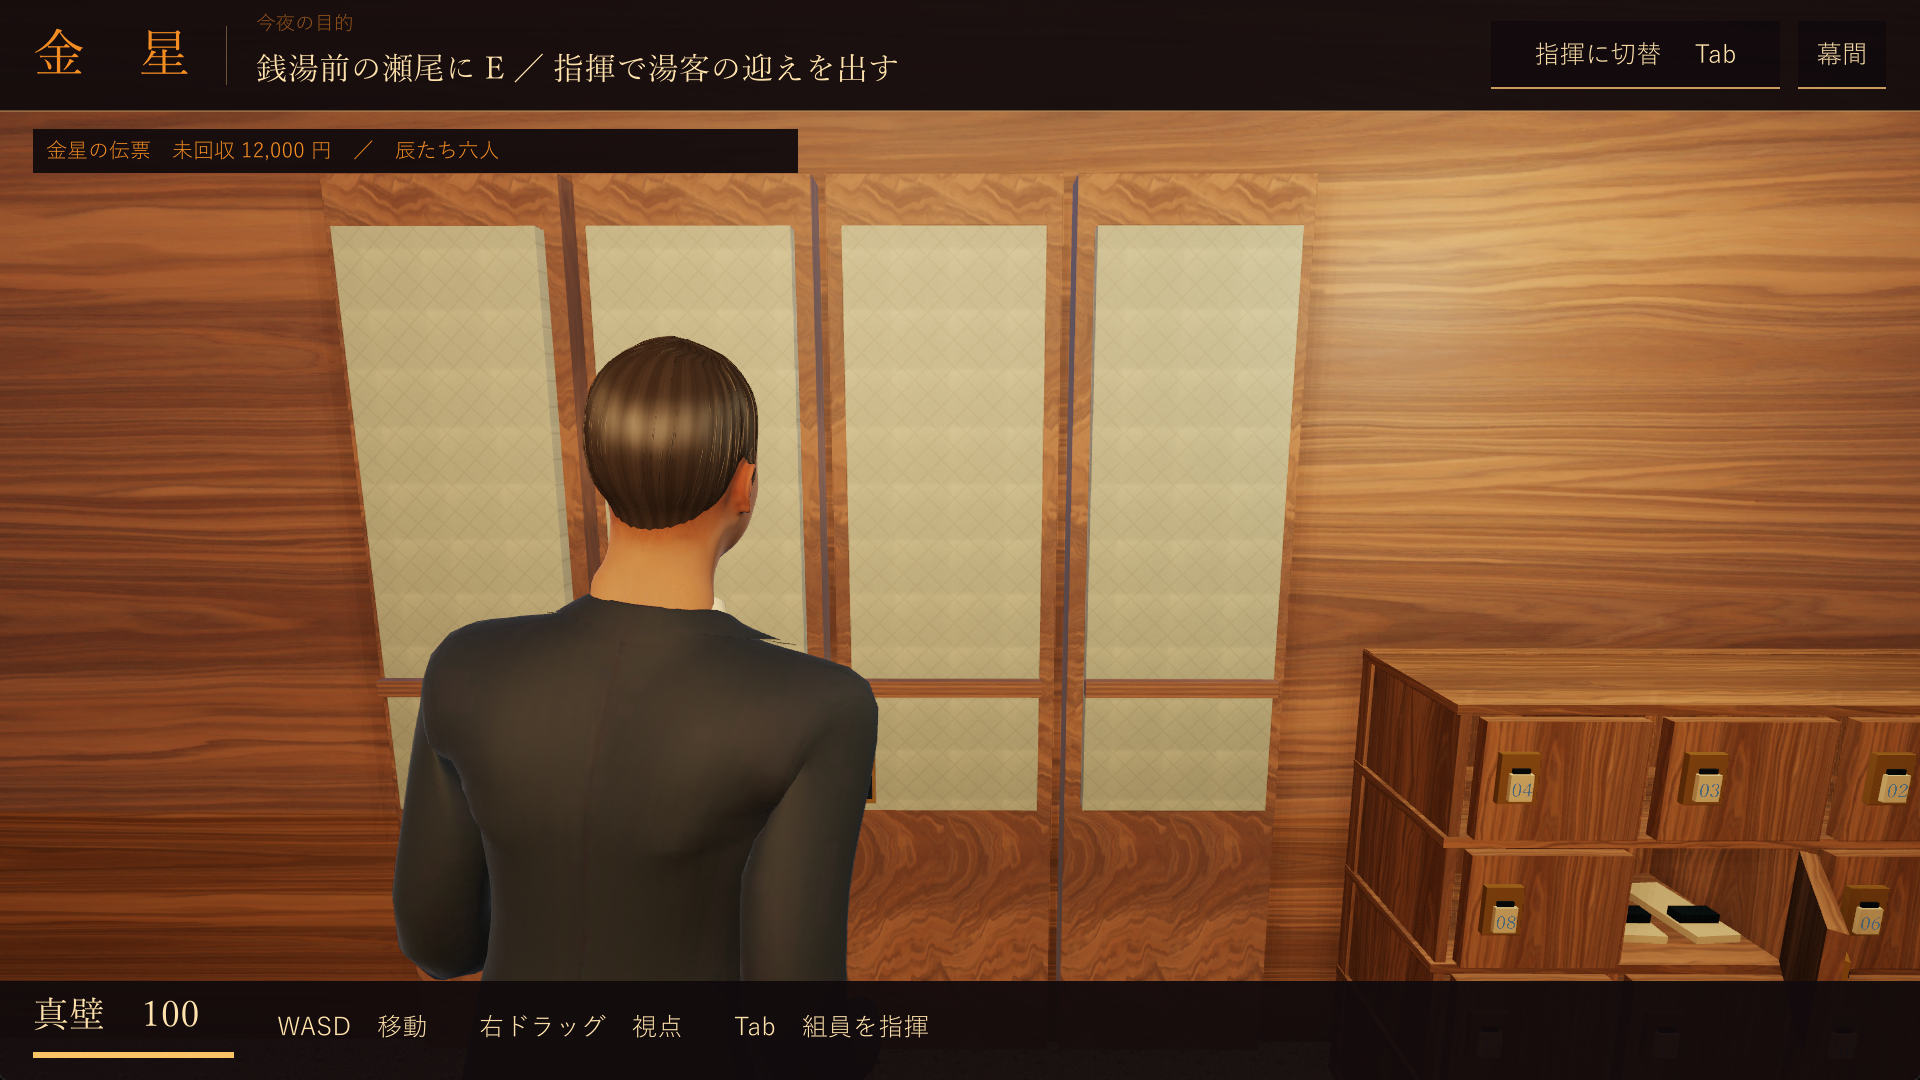 金星
今夜の目的
銭湯前の瀬尾に E ／ 指揮で湯客の迎えを出す
指揮に切替 Tab
幕間
金星の伝票 未回収 12,000 円 ／ 辰たち六人
04
03
02
08
06
真壁 100
WASD 移動 右ドラッグ 視点 Tab 組員を指揮